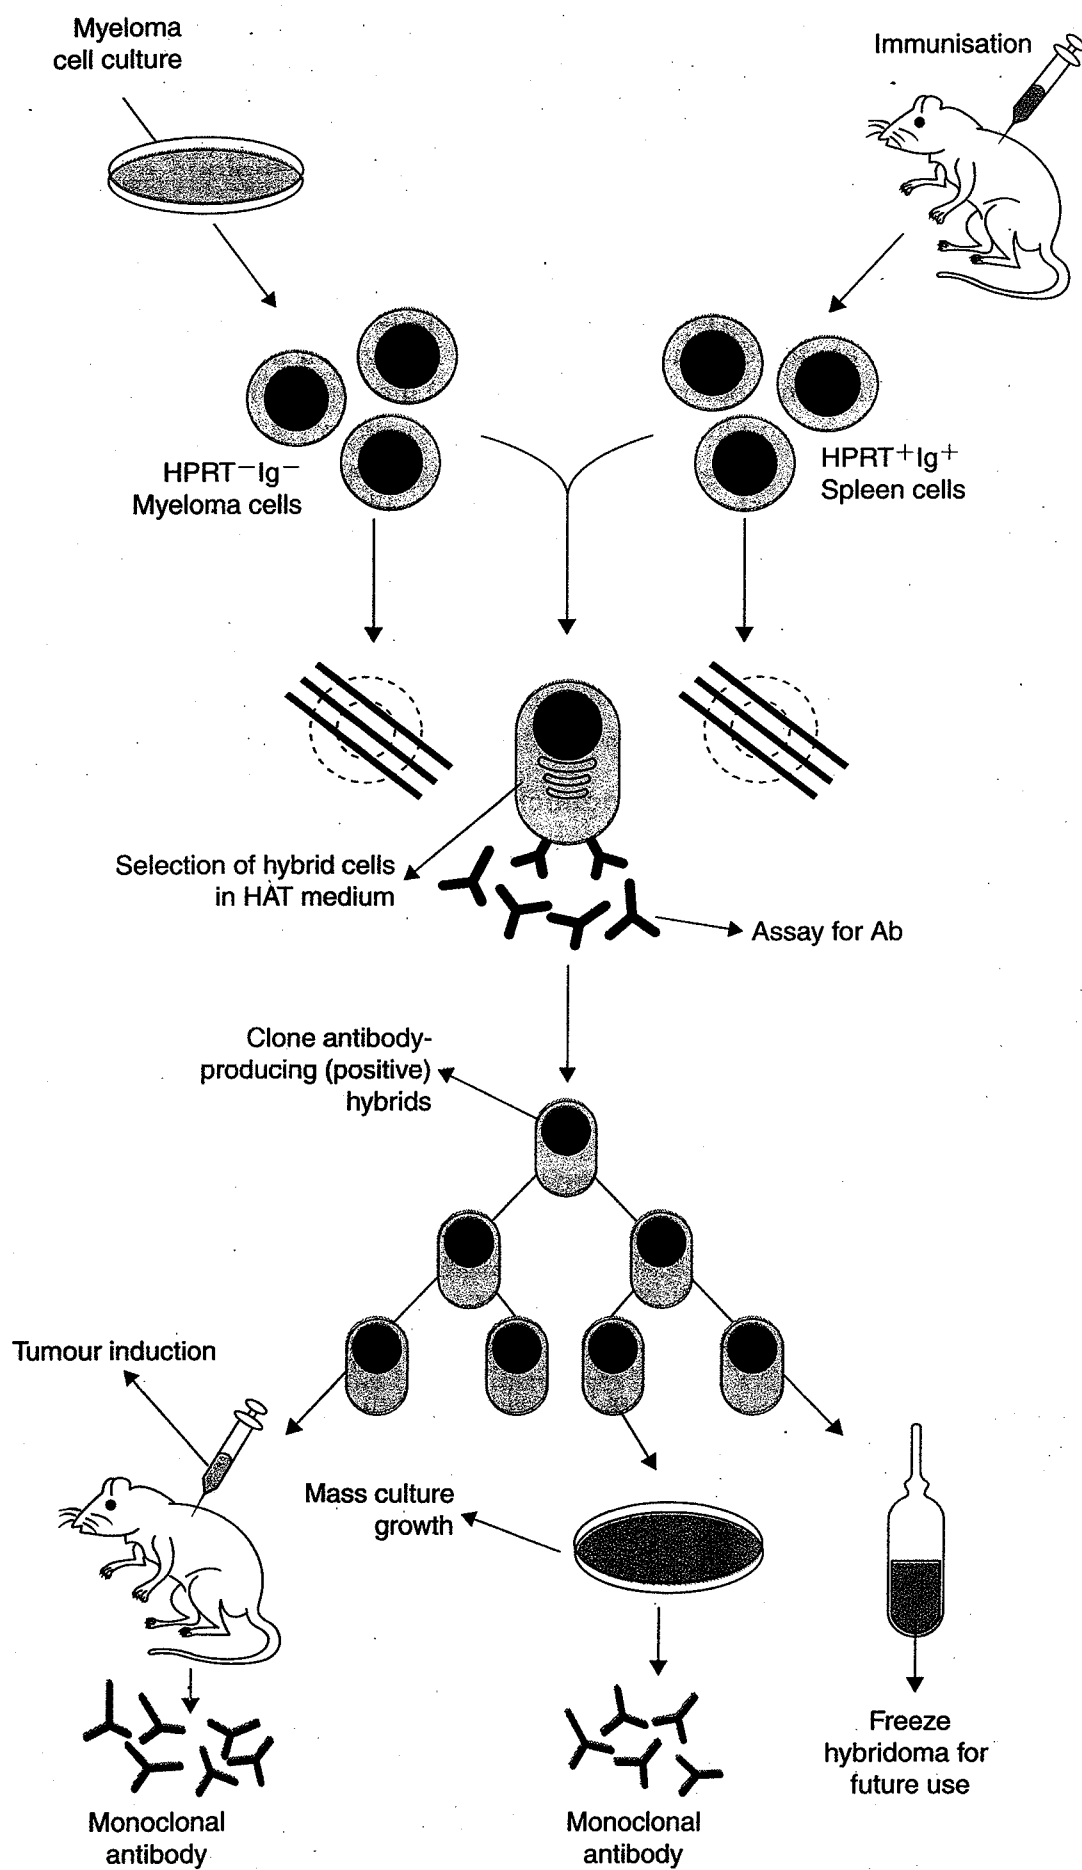 Myeloma
cell culture
Immunisation
HPRT⁻Ig⁻
Myeloma cells
HPRT⁺Ig⁺
Spleen cells
Selection of hybrid cells
in HAT medium
Assay for Ab
Clone antibody-
producing (positive)
hybrids
Tumour induction
Mass culture
growth
Freeze
hybridoma for
future use
Monoclonal
antibody
Monoclonal
antibody